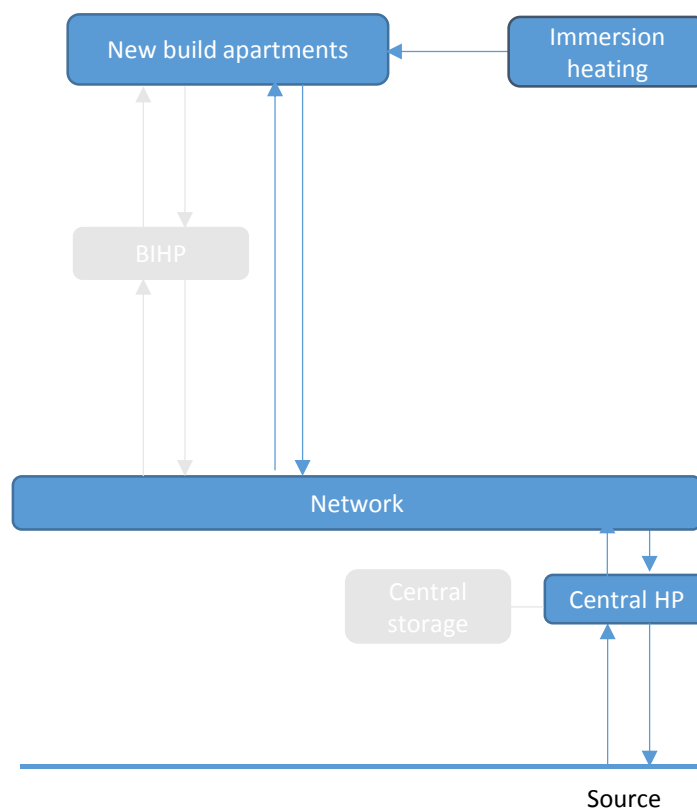 New build apartments
Immersion
heating
BIHP
Network
Central
storage
Central HP
Source